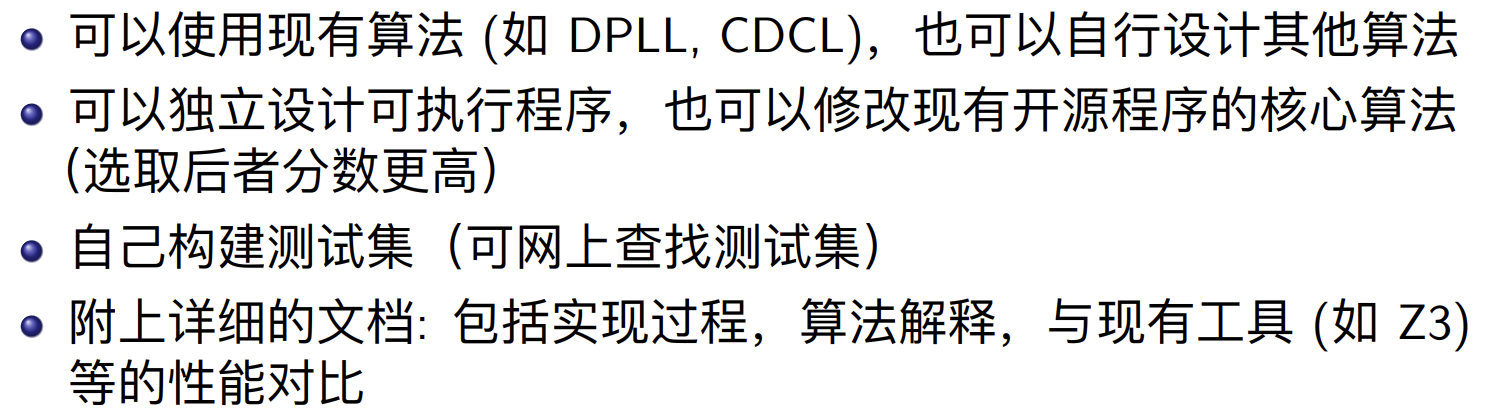 可以使用现有算法 (如 DPLL, CDCL)，也可以自行设计其他算法
可以独立设计可执行程序，也可以修改现有开源程序的核心算法
(选取后者分数更高)
自己构建测试集（可网上查找测试集）
附上详细的文档: 包括实现过程，算法解释，与现有工具 (如 Z3)
等的性能对比